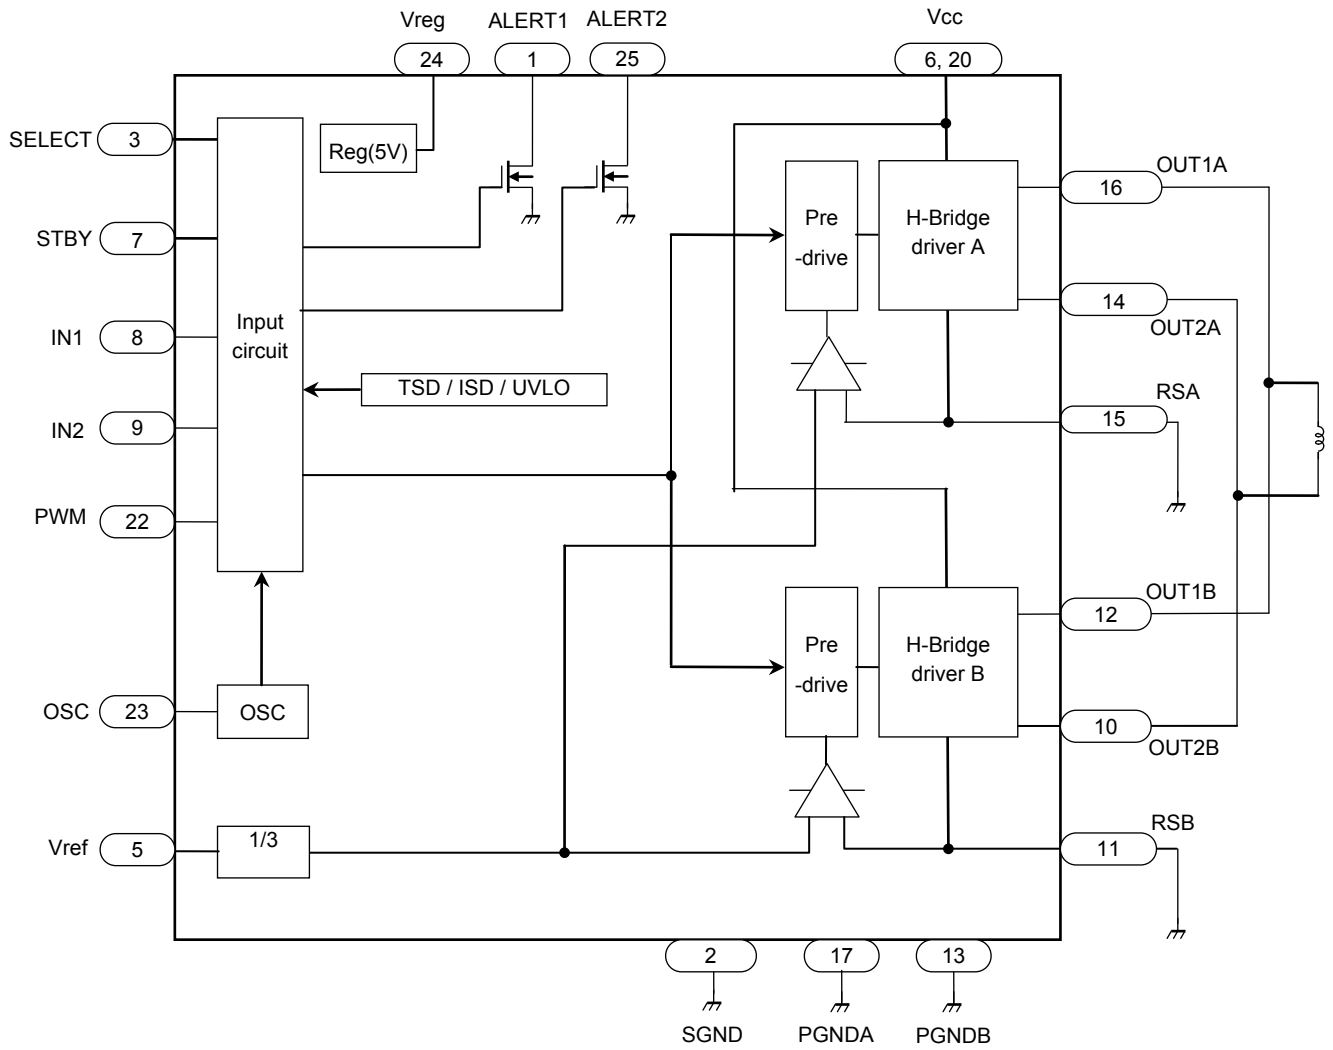 Vreg
ALERT1
ALERT2
Vcc
24
1
25
6, 20
SELECT
3
Reg(5V)
OUT1A
16
STBY
7
Pre
-drive
H-Bridge
driver A
14
OUT2A
IN1
8
Input
circuit
TSD / ISD / UVLO
RSA
15
IN2
9
PWM
22
OUT1B
12
Pre
-drive
H-Bridge
driver B
OSC
23
OSC
10
OUT2B
Vref
5
1/3
RSB
11
2
17
13
SGND
PGNDA
PGNDB